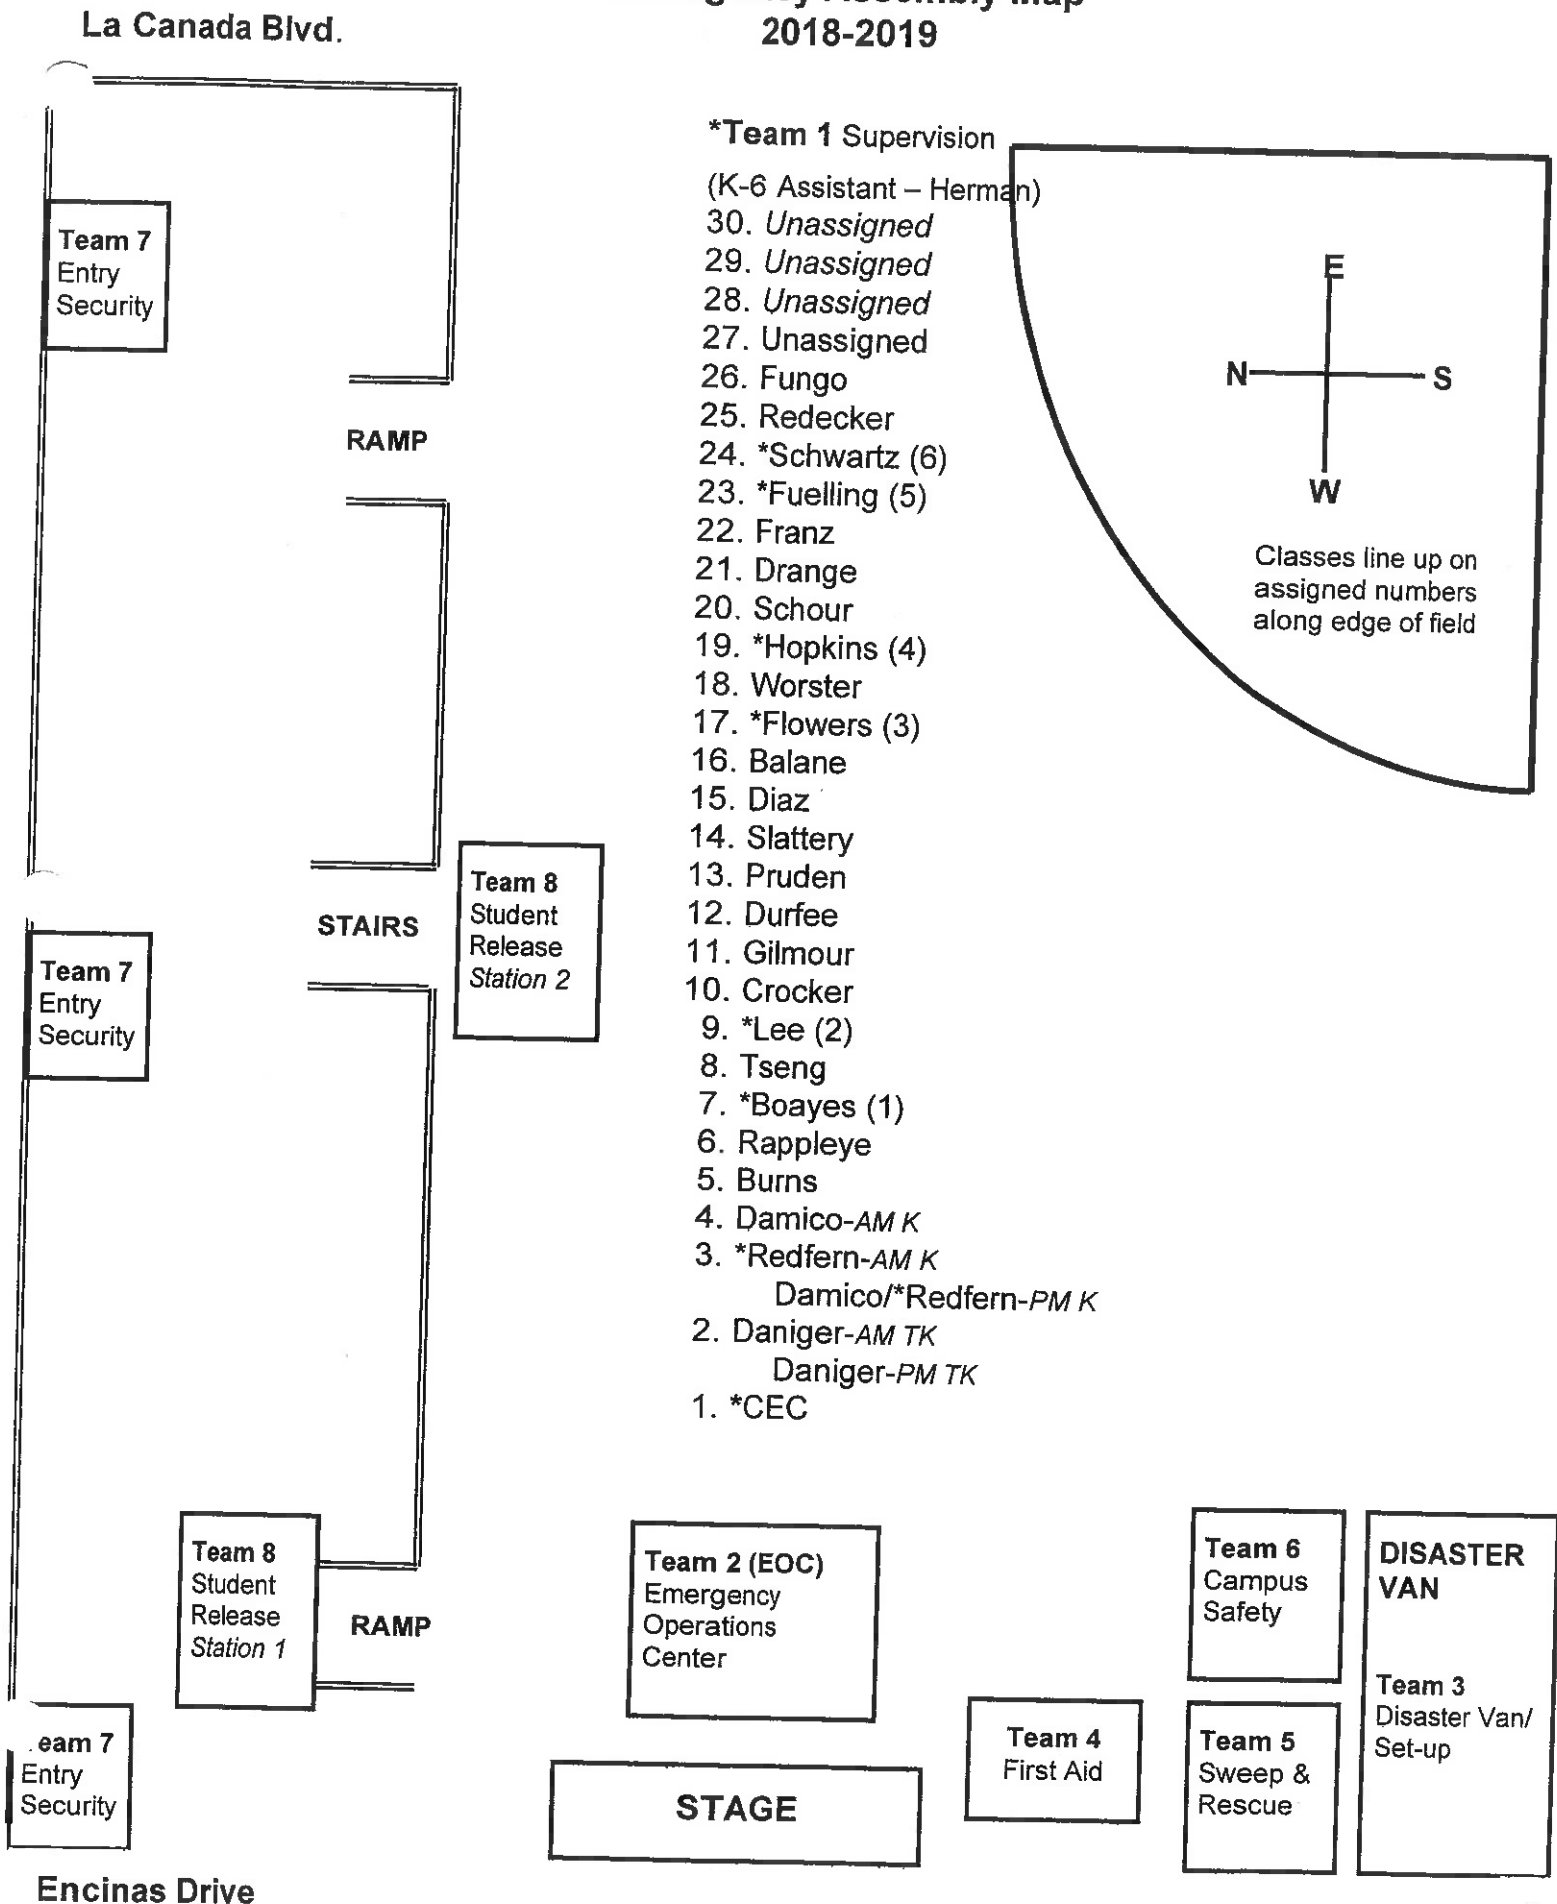 Assembly Map
2018-2019
La Canada Blvd.
*Team 1 Supervision
(K-6 Assistant – Herman)
30. Unassigned
29. Unassigned
28. Unassigned
27. Unassigned
26. Fungo
25. Redecker
24. *Schwartz (6)
23. *Fuelling (5)
22. Franz
21. Drange
20. Schour
19. *Hopkins (4)
18. Worster
17. *Flowers (3)
16. Balane
15. Diaz
14. Slattery
13. Pruden
12. Durfee
11. Gilmour
10. Crocker
9. *Lee (2)
8. Tseng
7. *Boayes (1)
6. Rappleye
5. Burns
4. Damico-AM K
3. *Redfern-AM K
Damico/*Redfern-PM K
2. Daniger-AM TK
Daniger-PM TK
1. *CEC
E
N
S
W
Classes line up on
assigned numbers
along edge of field
Team 7
Entry
Security
RAMP
STAIRS
Team 8
Student
Release
Station 2
Team 7
Entry
Security
Team 8
Student
Release
Station 1
RAMP
eam 7
Entry
Security
Team 2 (EOC)
Emergency
Operations
Center
STAGE
Team 4
First Aid
Team 6
Campus
Safety
Team 5
Sweep &
Rescue
DISASTER
VAN
Team 3
Disaster Van/
Set-up
Encinas Drive